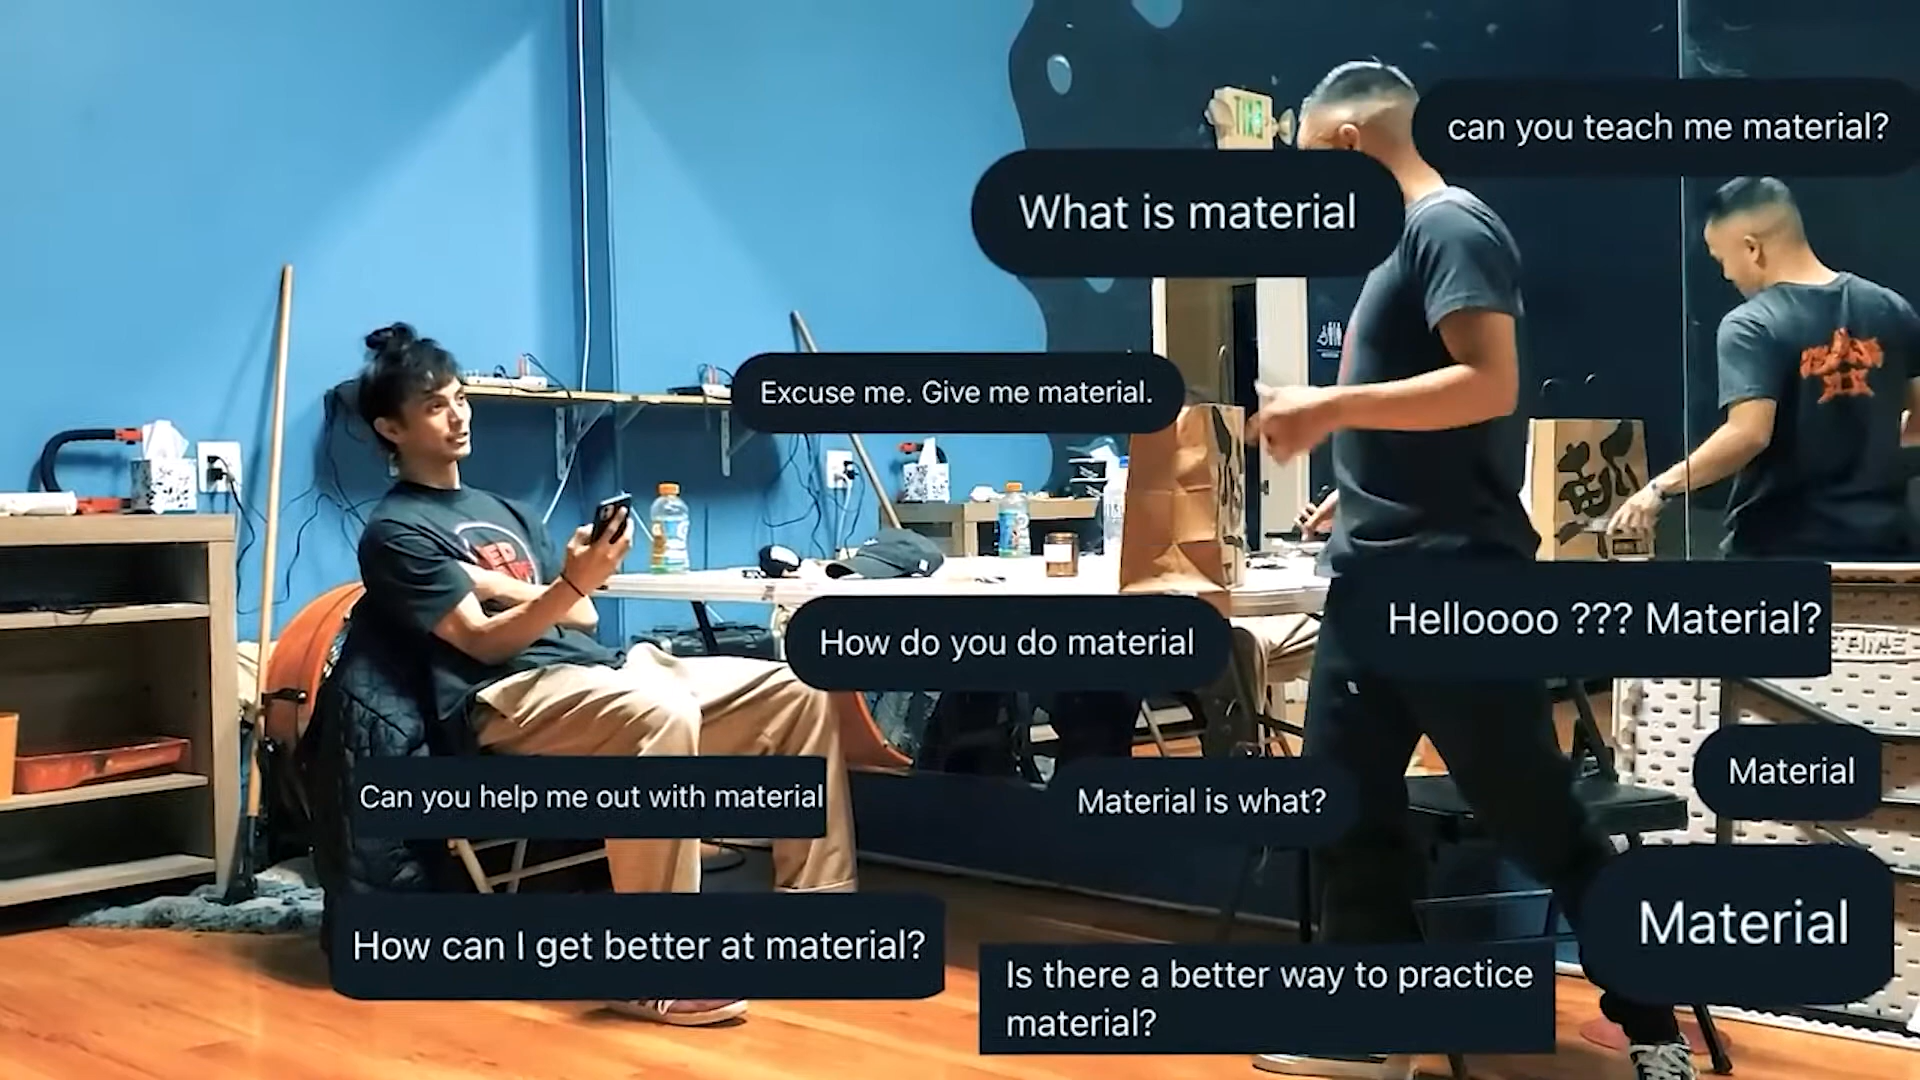 can you teach me material?
What is material
Excuse me. Give me material.
How do you do material
Helloooo ??? Material?
Material
Can you help me out with material
Material is what?
Material
How can I get better at material?
Is there a better way to practice
material?